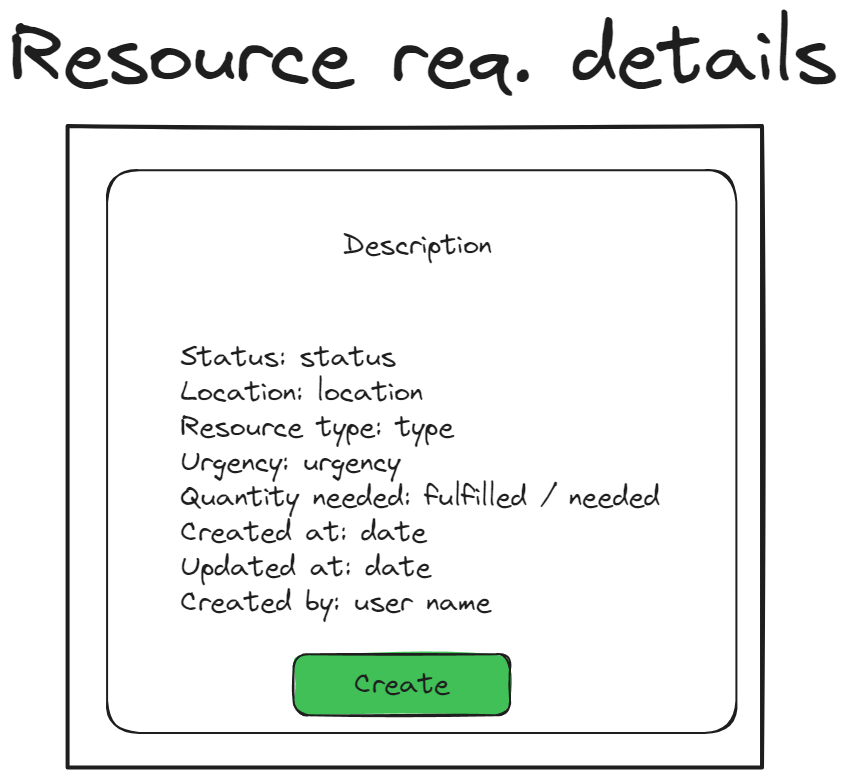 Resource req. details
Description
Status: status
Location: location
Resource type: type
Urgency: urgency
Quantity needed: fulfilled / needed
Created at: date
Updated at: date
Created by: user name
Create